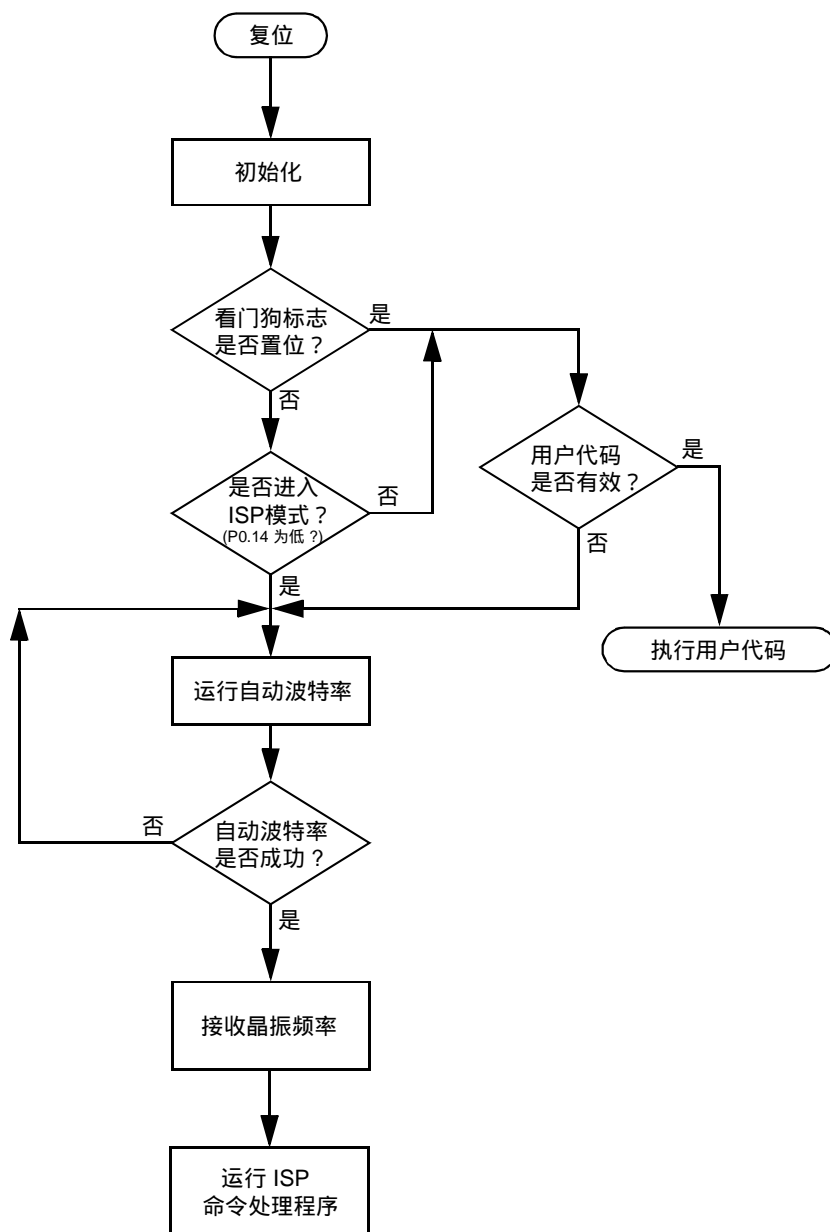 复位
初始化
看门狗标志
是否置位？
是
否
是否进入
ISP模式？
(P0.14 为低 ?)
否
是
用户代码
是否有效？
是
否
执行用户代码
运行自动波特率
自动波特率
是否成功？
否
是
接收晶振频率
运行 ISP
命令处理程序